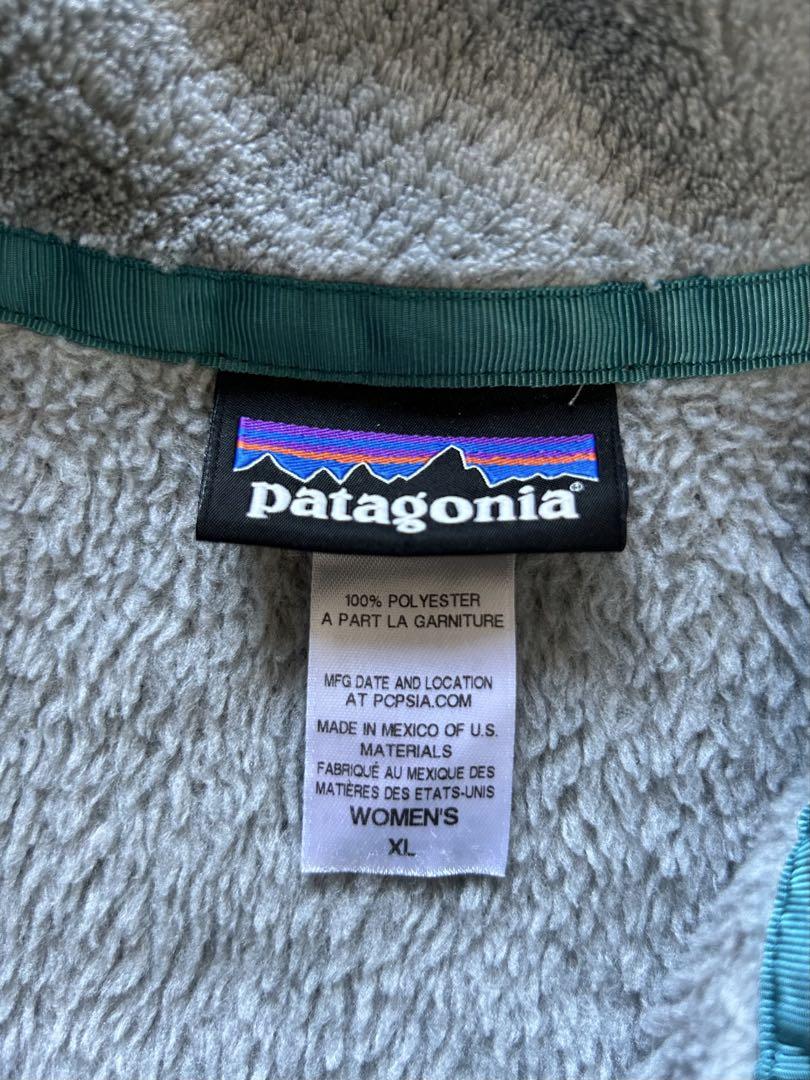 patagonia®
100% POLYESTER
A PART LA GARNITURE
MFG DATE AND LOCATION
AT PCPSIA.COM
MADE IN MEXICO OF U.S.
MATERIALS
FABRIQUÉ AU MEXIQUE DES
MATIÈRES DES ETATS-UNIS
WOMEN'S
XL